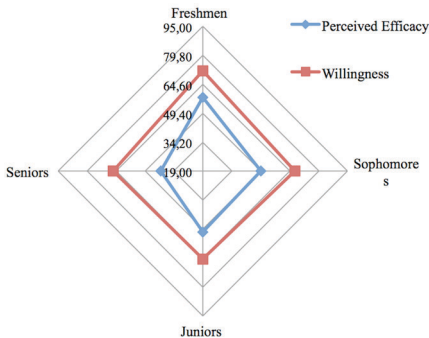 Freshmen
95,00
79,80
64,60
49,40
34,20
19,00
Perceived Efficacy
Willingness
Sophomore
s
Juniors
Seniors